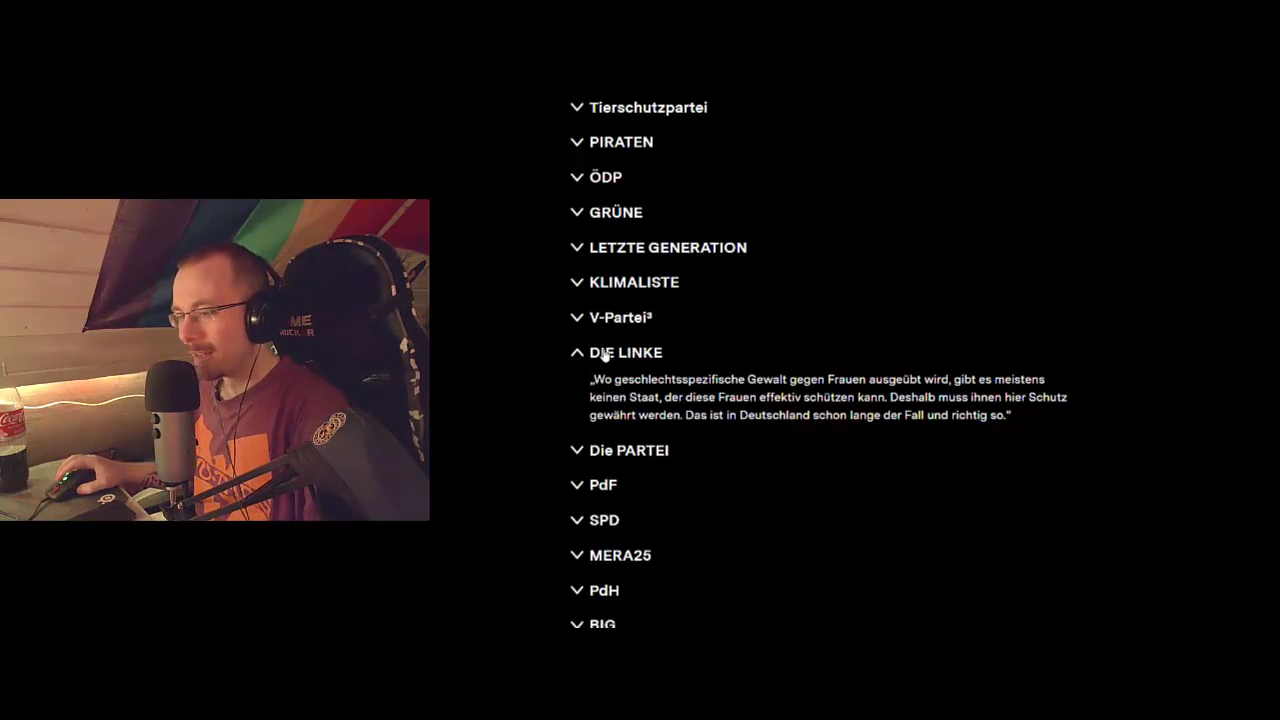 Tierschutzpartei
PIRATEN
ÖDP
GRÜNE
LETZTE GENERATION
KLIMALISTE
V-Partei³
DIE LINKE
„Wo geschlechtsspezifische Gewalt gegen Frauen ausgeübt wird, gibt es meistens
keinen Staat, der diese Frauen effektiv schützen kann. Deshalb muss ihnen hier Schutz
gewährt werden. Das ist in Deutschland schon lange der Fall und richtig so.“
Die PARTEI
PdF
SPD
MERA25
PdH
BIG